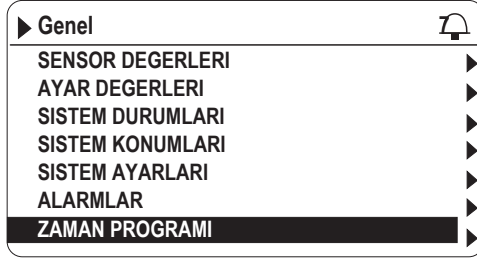 Genel
SENSOR DEGERLERI
AYAR DEGERLERI
SISTEM DURUMLARI
SISTEM KONUMLARI
SISTEM AYARLARI
ALARMLAR
ZAMAN PROGRAMI